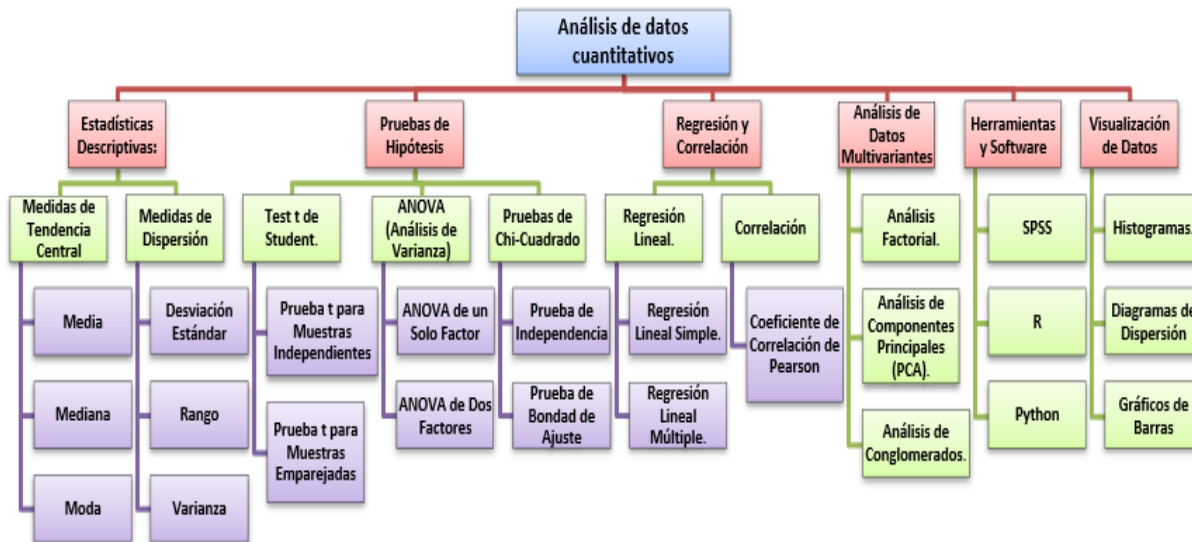 Análisis de datos
cuantitativos
Estadísticas
Descriptivas:
Pruebas de
Hipótesis
Regresión y
Correlación
Análisis de
Datos
Multivariantes
Herramientas
y Software
Visualización
de Datos
Medidas de
Tendencia
Central
Medidas de
Dispersión
Test t de
Student.
ANOVA
(Análisis de
Varianza)
Pruebas de
Chi-Cuadrado
Regresión
Lineal.
Correlación
Análisis
Factorial.
SPSS
Histogramas.
Media
Desviación
Estándar
Prueba t para
Muestras
Independientes
ANOVA de un
Solo Factor
Prueba de
Independencia
Regresión
Lineal Simple.
Coeficiente de
Correlación de
Pearson
Análisis de
Componentes
Principales
(PCA).
R
Diagramas de
Dispersión
Mediana
Rango
Prueba t para
Muestras
Emparejadas
ANOVA de Dos
Factores
Prueba de
Bondad de
Ajuste
Regresión
Lineal
Múltiple.
Análisis de
Conglomerados.
Python
Gráficos de
Barras
Moda
Varianza